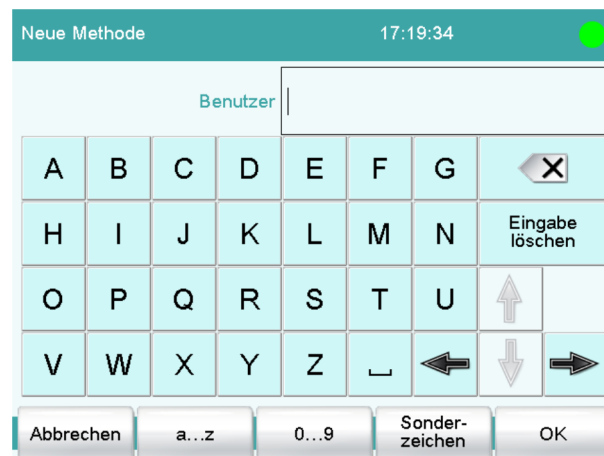 Neue Methode 17:19:34
Benutzer
A B C D E F G
H I J K L M N Eingabe
löschen
O P Q R S T U
V W X Y Z
Abbrechen a...z 0...9 Sonder-
zeichen OK